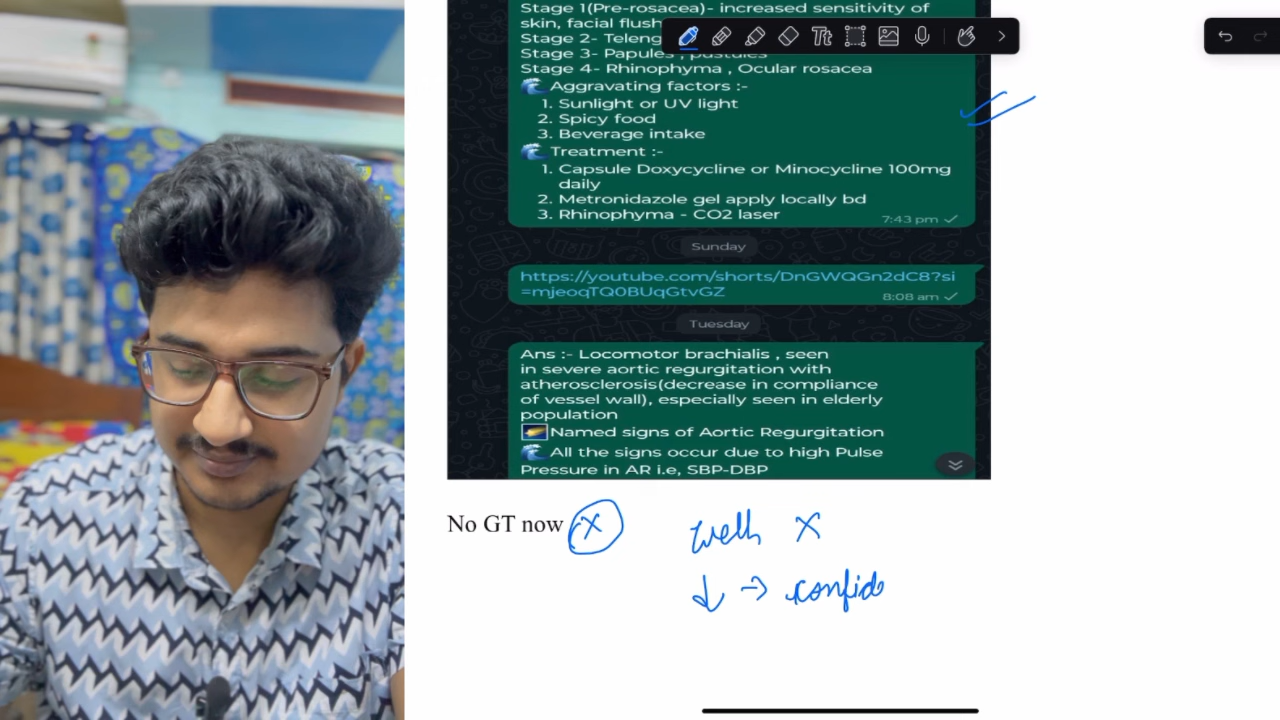 Stage 1(Pre-rosacea)- increased sensitivity of
skin, facial flush
Stage 2- Teleng
Stage 3- Papules , pustules
Stage 4- Rhinophyma , Ocular rosacea
Aggravating factors :-
1. Sunlight or UV light
2. Spicy food
3. Beverage intake
Treatment :-
1. Capsule Doxycycline or Minocycline 100mg
daily
2. Metronidazole gel apply locally bd
3. Rhinophyma - CO2 laser
7:43 pm
Sunday
https://youtube.com/shorts/DnGWQGn2dC8?si
=mjeoqTQ0BUqGtvGZ
8:08 am
Tuesday
Ans :- Locomotor brachialis , seen
in severe aortic regurgitation with
atherosclerosis(decrease in compliance
of vessel wall), especially seen in elderly
population
Named signs of Aortic Regurgitation
All the signs occur due to high Pulse
Pressure in AR i.e, SBP-DBP
No GT now X
X
↓ → confide
Tt